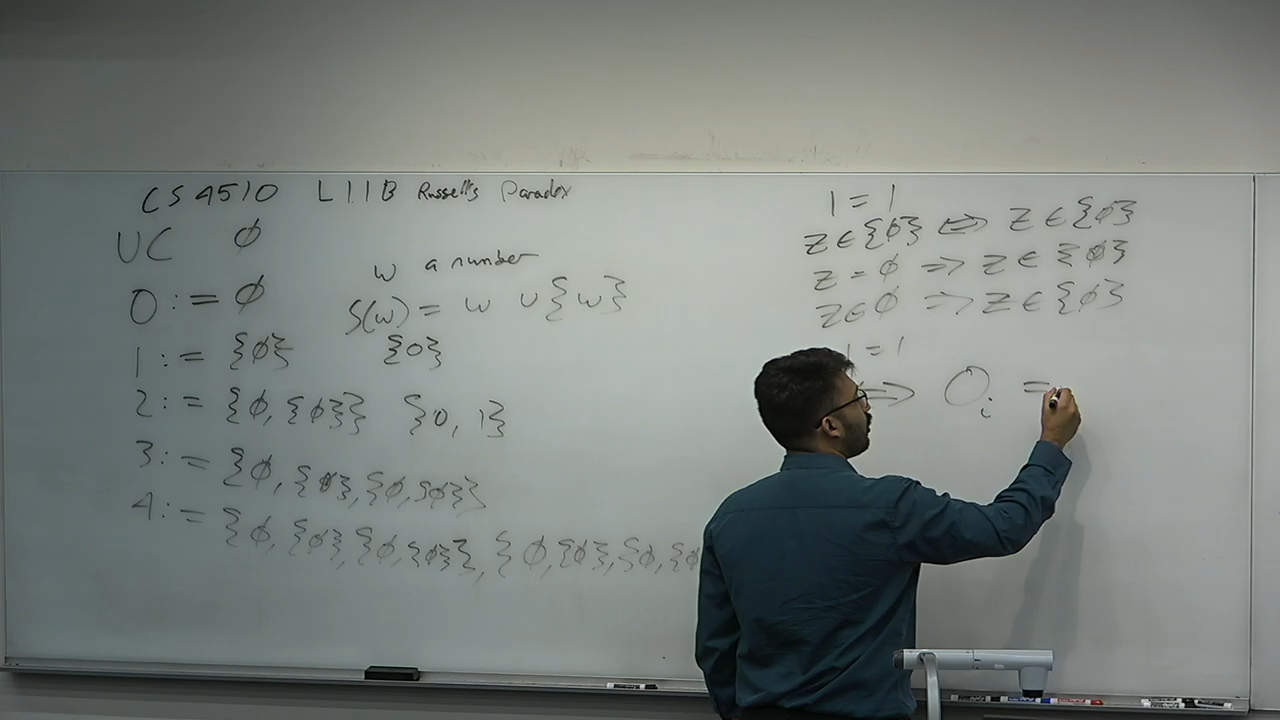 CS 4510 L11B Russell's Paradox
UC ∅
0 := ∅
1 := {∅} {0}
2 := {∅, {∅}} {0, 1}
3 := {∅, {∅}, {∅, {∅}}
4 := {∅, {∅}, {∅, {∅}}, {∅, {∅}, {∅, {∅
w a number
S(w) = w ∪ {w}
1 = 1
z ∈ {∅} <=> z ∈ {∅}
z = ∅ => z ∈ {∅}
z ∈ ∅ => z ∈ {∅}
1 = 1
=> O_i =